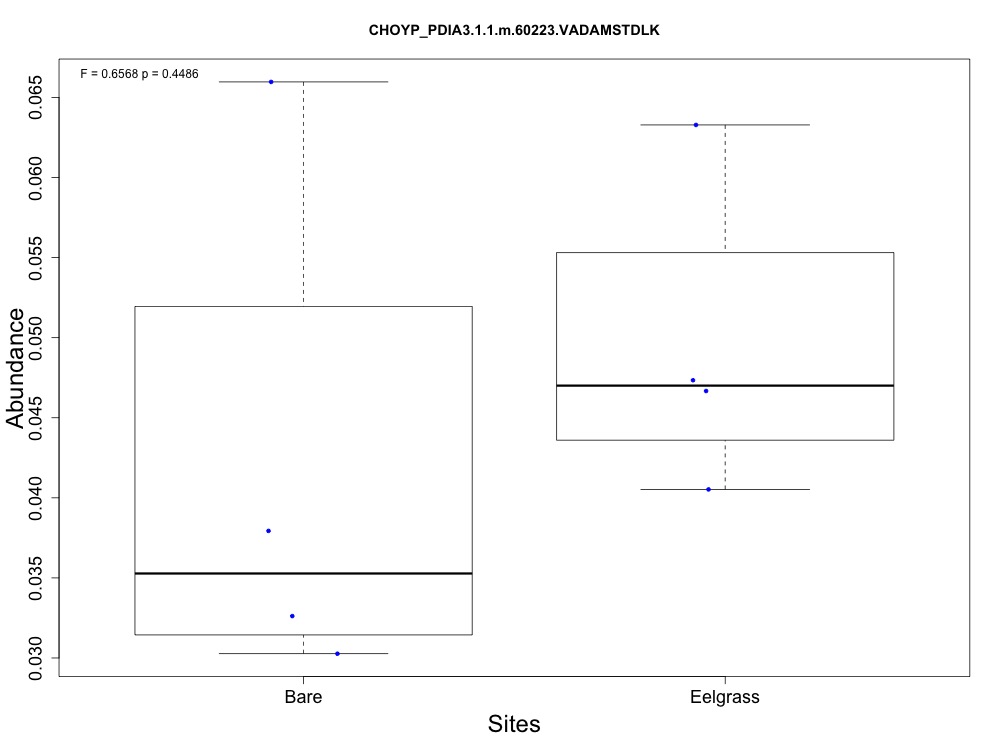 CHOYP_PDIA3.1.1.m.60223.VADAMSTDLK
F = 0.6568 p = 0.4486
0.065
0.060
0.055
0.050
0.045
0.040
0.035
0.030
Abundance
Bare
Eelgrass
Sites